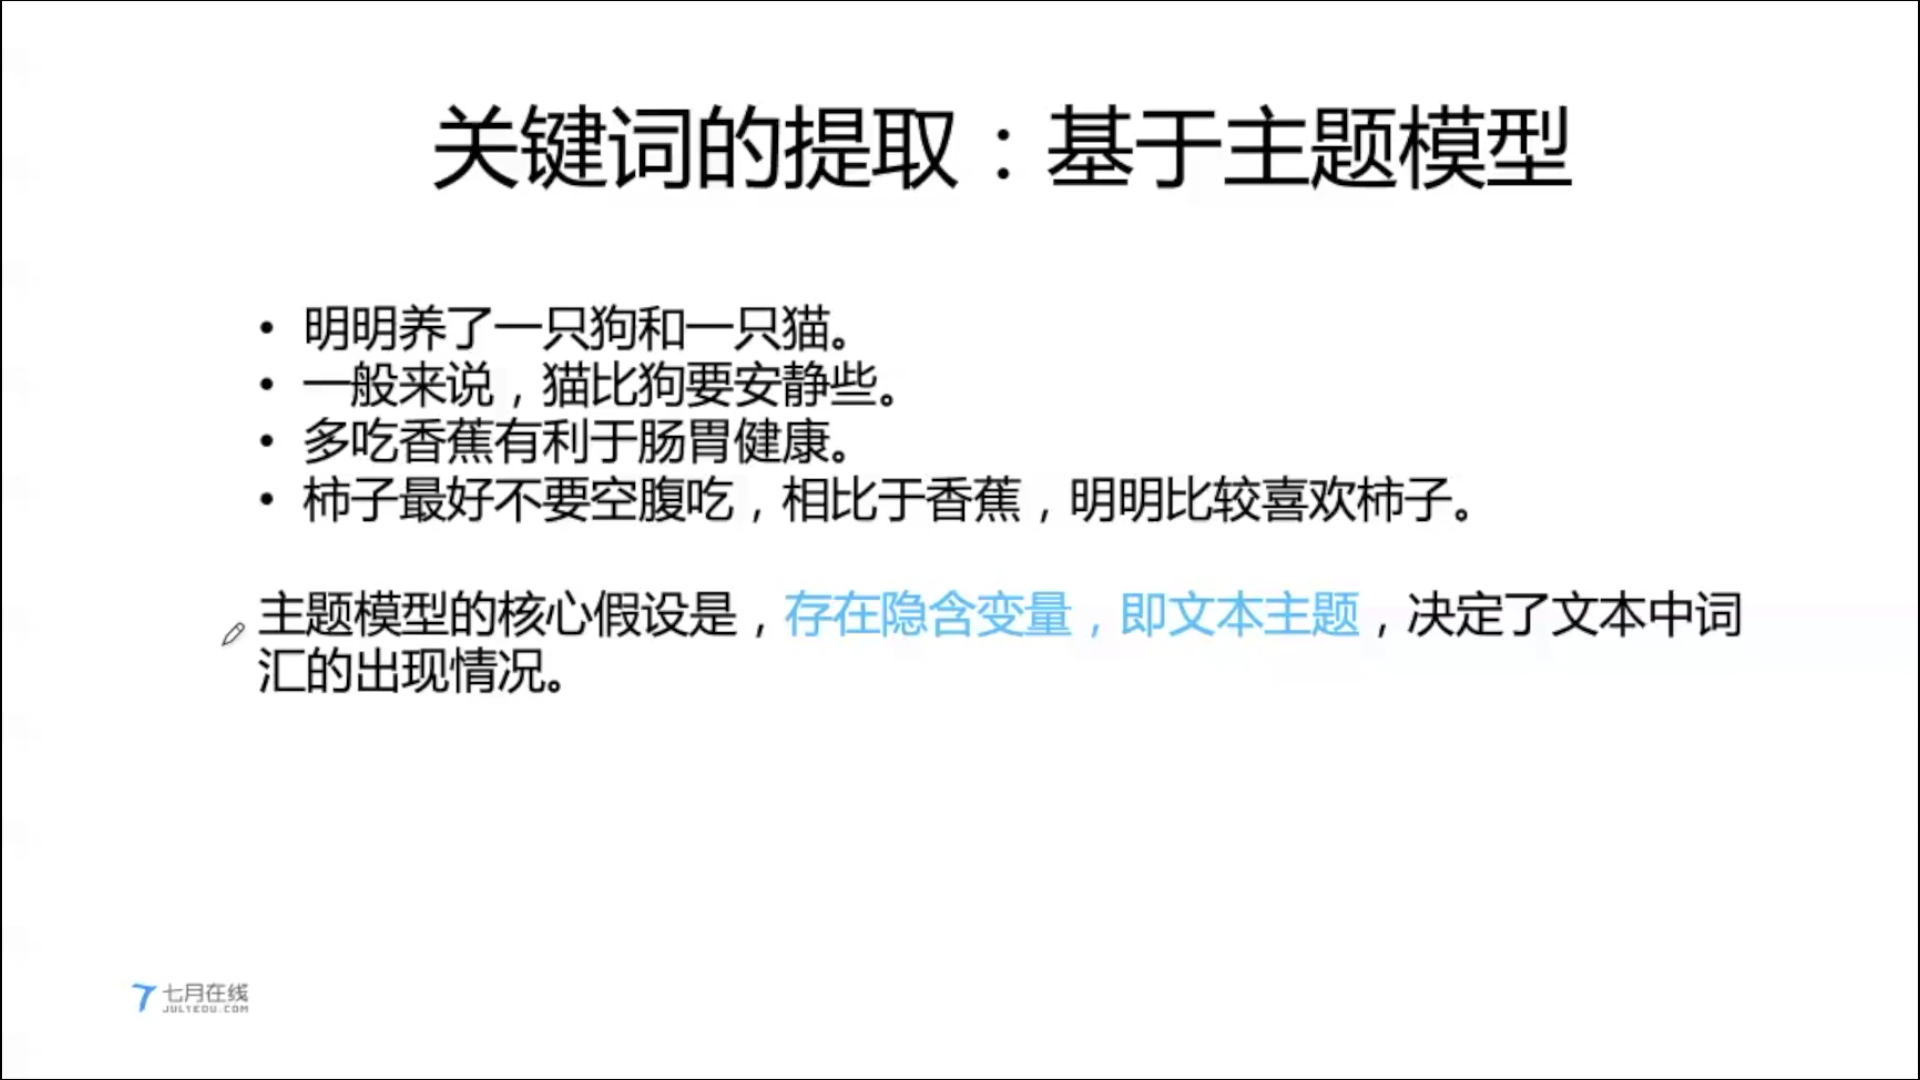 关键词的提取：基于主题模型
• 明明养了一只狗和一只猫。
• 一般来说，猫比狗要安静些。
• 多吃香蕉有利于肠胃健康。
• 柿子最好不要空腹吃，相比于香蕉，明明比较喜欢柿子。
主题模型的核心假设是，存在隐含变量，即文本主题，决定了文本中词
汇的出现情况。
七月在线
JULYEDU.COM